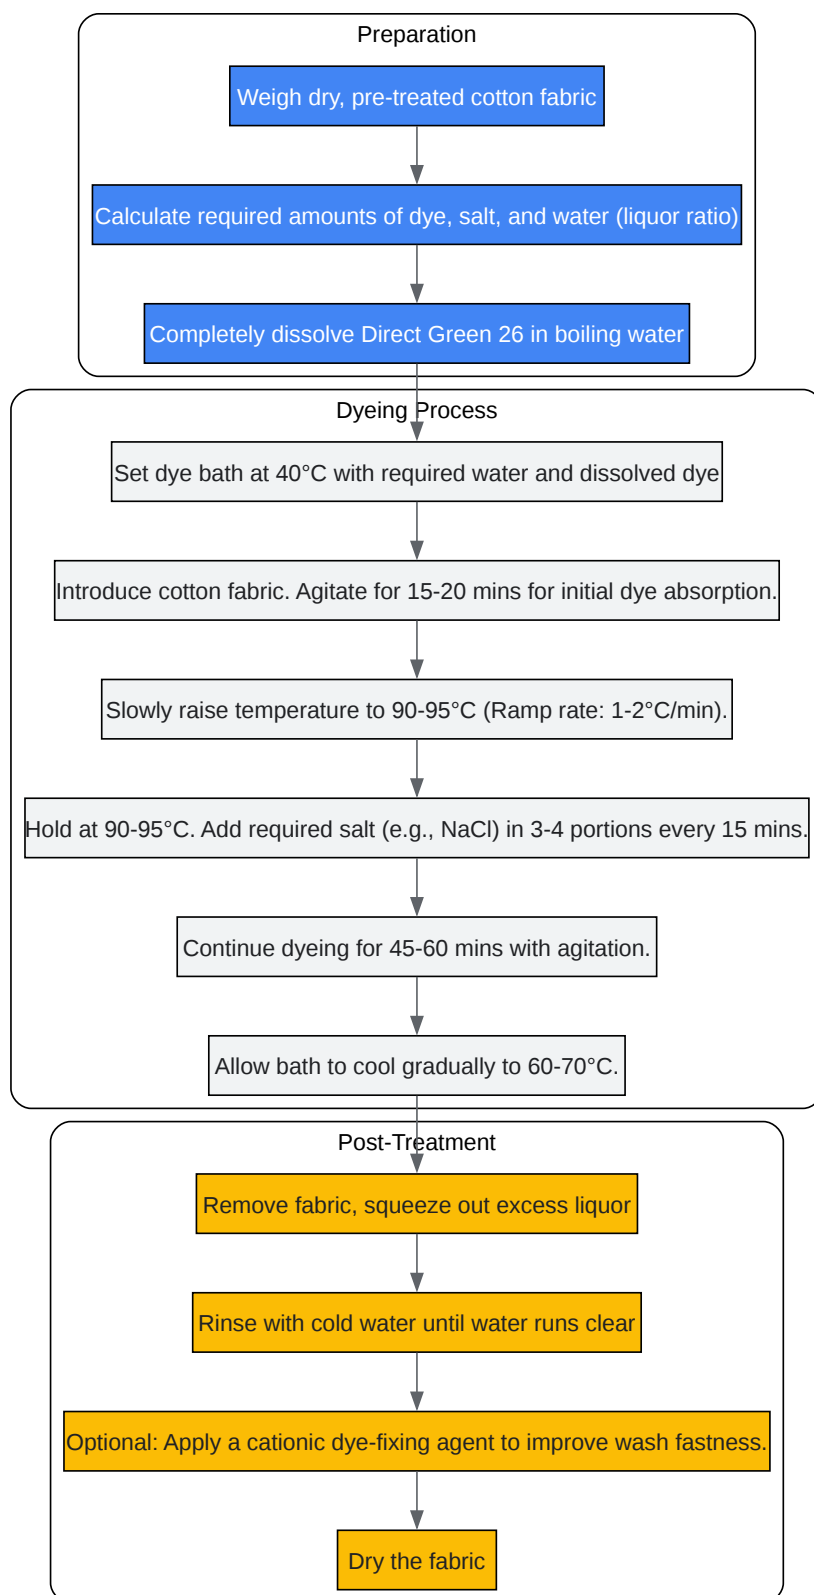 Preparation
Weigh dry, pre-treated cotton fabric
Calculate required amounts of dye, salt, and water (liquor ratio)
Completely dissolve Direct Green 26 in boiling water
Dyeing Process
Set dye bath at 40°C with required water and dissolved dye
Introduce cotton fabric. Agitate for 15-20 mins for initial dye absorption.
Slowly raise temperature to 90-95°C (Ramp rate: 1-2°C/min).
Hold at 90-95°C. Add required salt (e.g., NaCl) in 3-4 portions every 15 mins.
Continue dyeing for 45-60 mins with agitation.
Allow bath to cool gradually to 60-70°C.
Post-Treatment
Remove fabric, squeeze out excess liquor
Rinse with cold water until water runs clear
Optional: Apply a cationic dye-fixing agent to improve wash fastness.
Dry the fabric